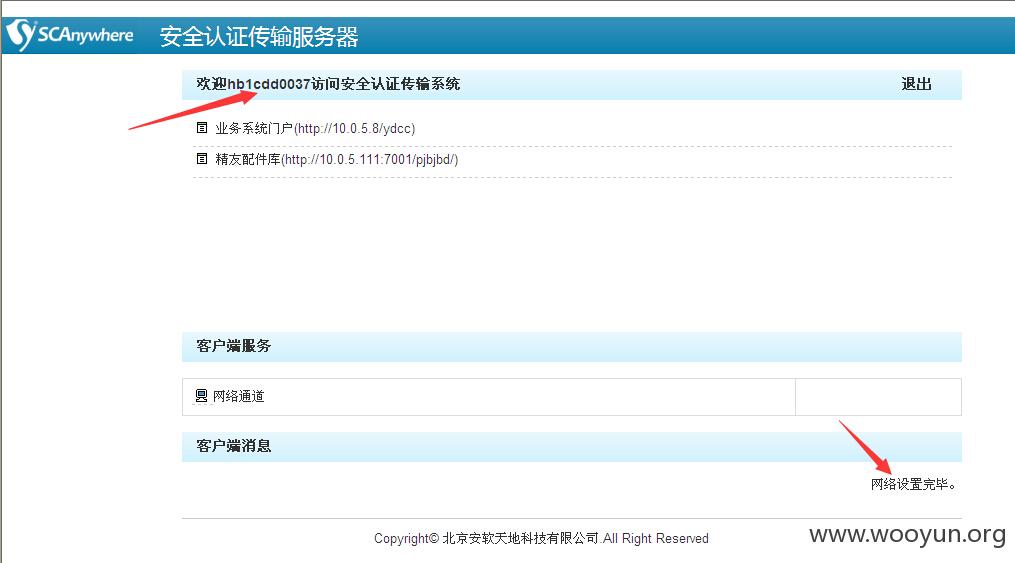 SCAnywhere 安全认证传输服务器
欢迎hb1cdd0037访问安全认证传输系统 退出
业务系统门户(http://10.0.5.8/ydcc)
精友配件库(http://10.0.5.111:7001/pjbjbd/)
客户端服务
网络通道
客户端消息
网络设置完毕。
Copyright© 北京安软天地科技有限公司.All Right Reserved
www.wooyun.org